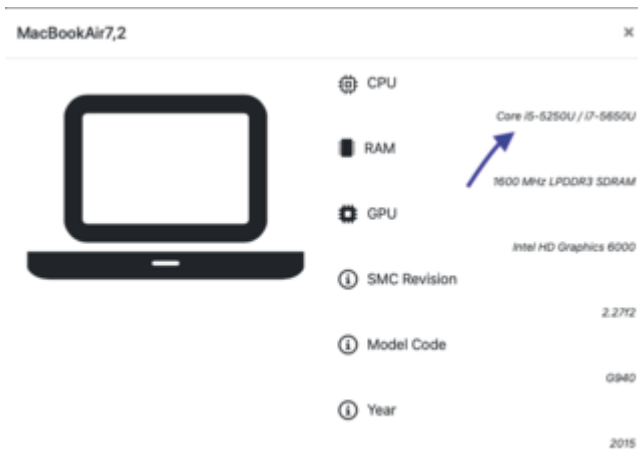 MacBookAir7,2
×
CPU
Core i5-5250U / i7-5650U
RAM
1600 MHz LPDDR3 SDRAM
GPU
Intel HD Graphics 6000
SMC Revision
2.27f2
Model Code
G940
Year
2015